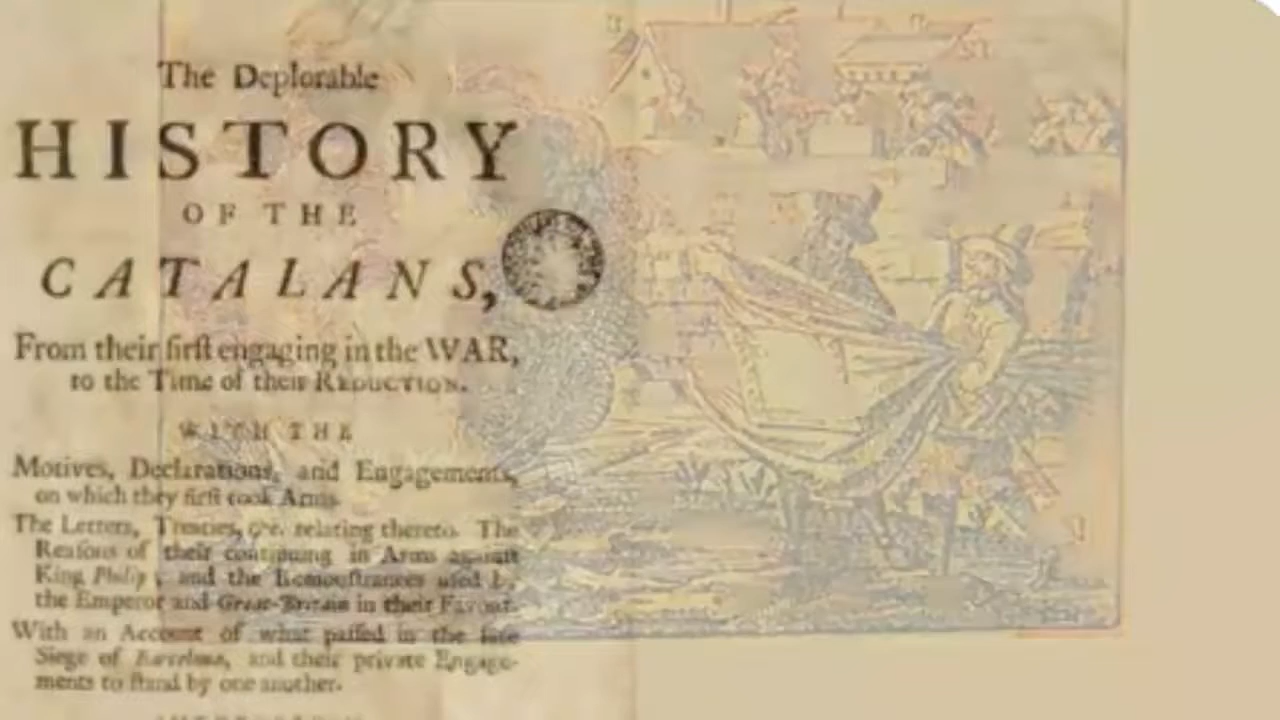 The Deplorable
HISTORY
OF THE
CATALANS,
From their firſt engaging in the WAR,
to the Time of their REDUCTION.
WITH THE
Motives, Declarations, and Engagements,
on which they firſt took Arms.
The Letters, Treaties, &c. relating thereto. The
Reaſons of their continuing in Arms againſt
King Philip; and the Remonſtrances uſed by
the Emperor and Great-Britain in their Favour.
With an Account of what paſſed in the late
Siege of Barcelona, and their private Engage-
ments to ſtand by one another.